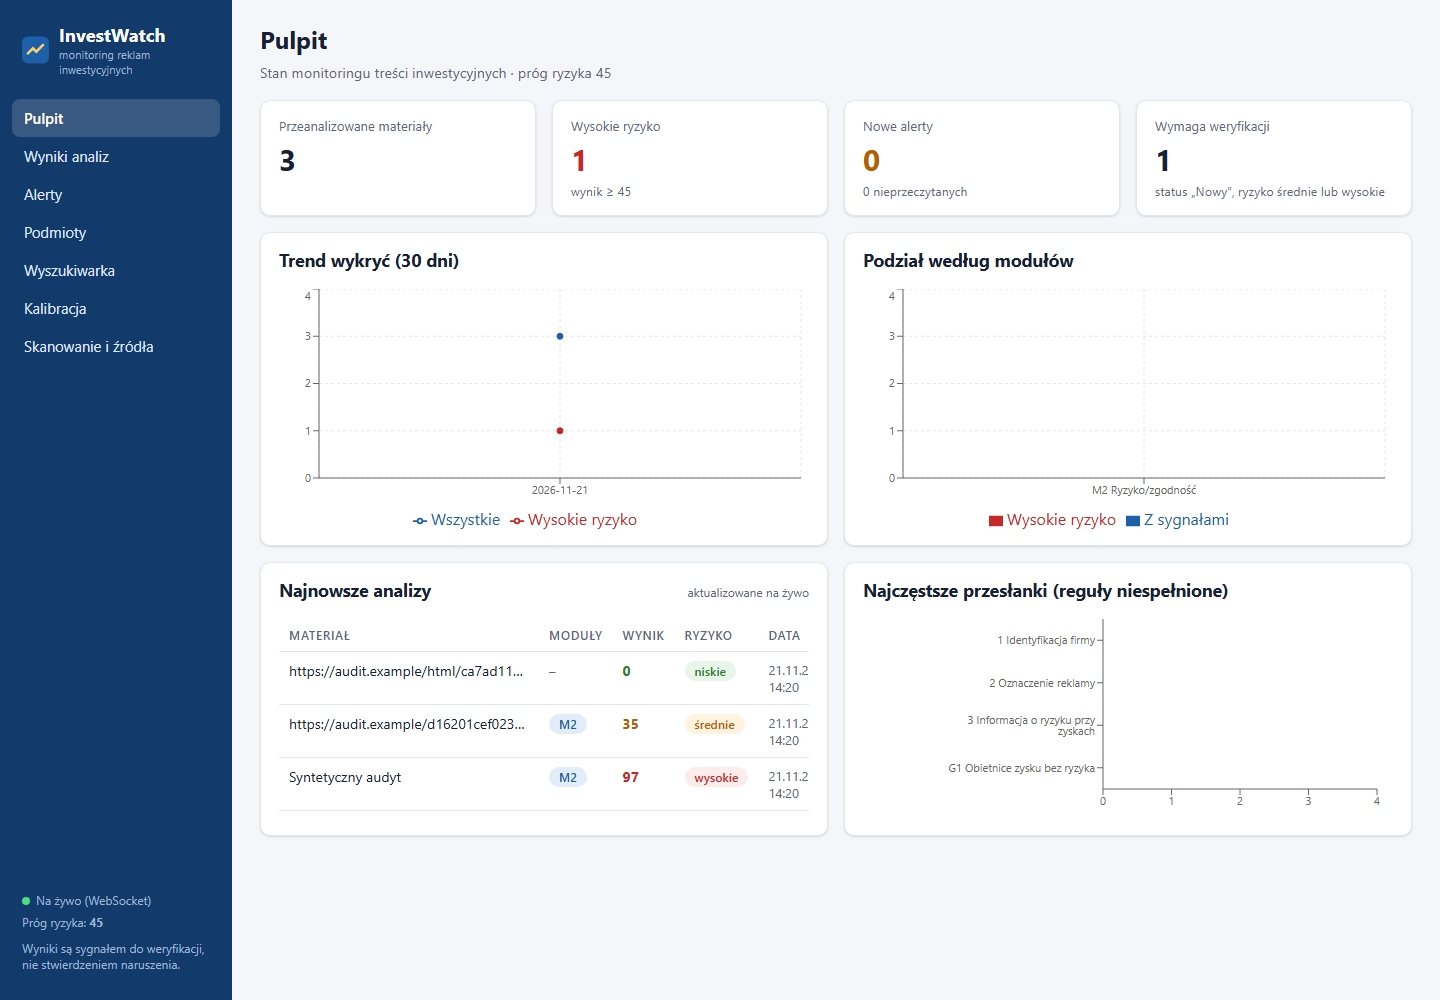 InvestWatch
monitoring reklam
inwestycyjnych
Pulpit
Wyniki analiz
Alerty
Podmioty
Wyszukiwarka
Kalibracja
Skanowanie i źródła
Na żywo (WebSocket)
Próg ryzyka: 45
Wyniki są sygnałem do weryfikacji,
nie stwierdzeniem naruszenia.
Pulpit
Stan monitoringu treści inwestycyjnych · próg ryzyka 45
Przeanalizowane materiały
3
Wysokie ryzyko
1
wynik ≥ 45
Nowe alerty
0
0 nieprzeczytanych
Wymaga weryfikacji
1
status „Nowy”, ryzyko średnie lub wysokie
Trend wykryć (30 dni)
4
3
2
1
0
2026-11-21
Wszystkie Wysokie ryzyko
Podział według modułów
4
3
2
1
0
M2 Ryzyko/zgodność
Wysokie ryzyko Z sygnałami
Najnowsze analizy aktualizowane na żywo
MATERIAŁ MODUŁY WYNIK RYZYKO DATA
https://audit.example/html/ca7ad11... – 0 niskie 21.11.2
14:20
https://audit.example/d16201cef023... M2 35 średnie 21.11.2
14:20
Syntetyczny audyt M2 97 wysokie 21.11.2
14:20
Najczęstsze przesłanki (reguły niespełnione)
1 Identyfikacja firmy
2 Oznaczenie reklamy
3 Informacja o ryzyku przy
zyskach
G1 Obietnice zysku bez ryzyka
0 1 2 3 4